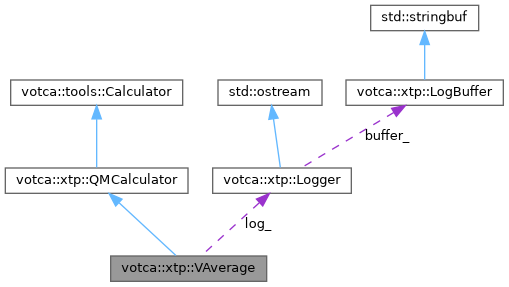 std::stringbuf
votca::tools::Calculator
std::ostream
votca::xtp::LogBuffer
buffer_
votca::xtp::QMCalculator
votca::xtp::Logger
log_
votca::xtp::VAverage